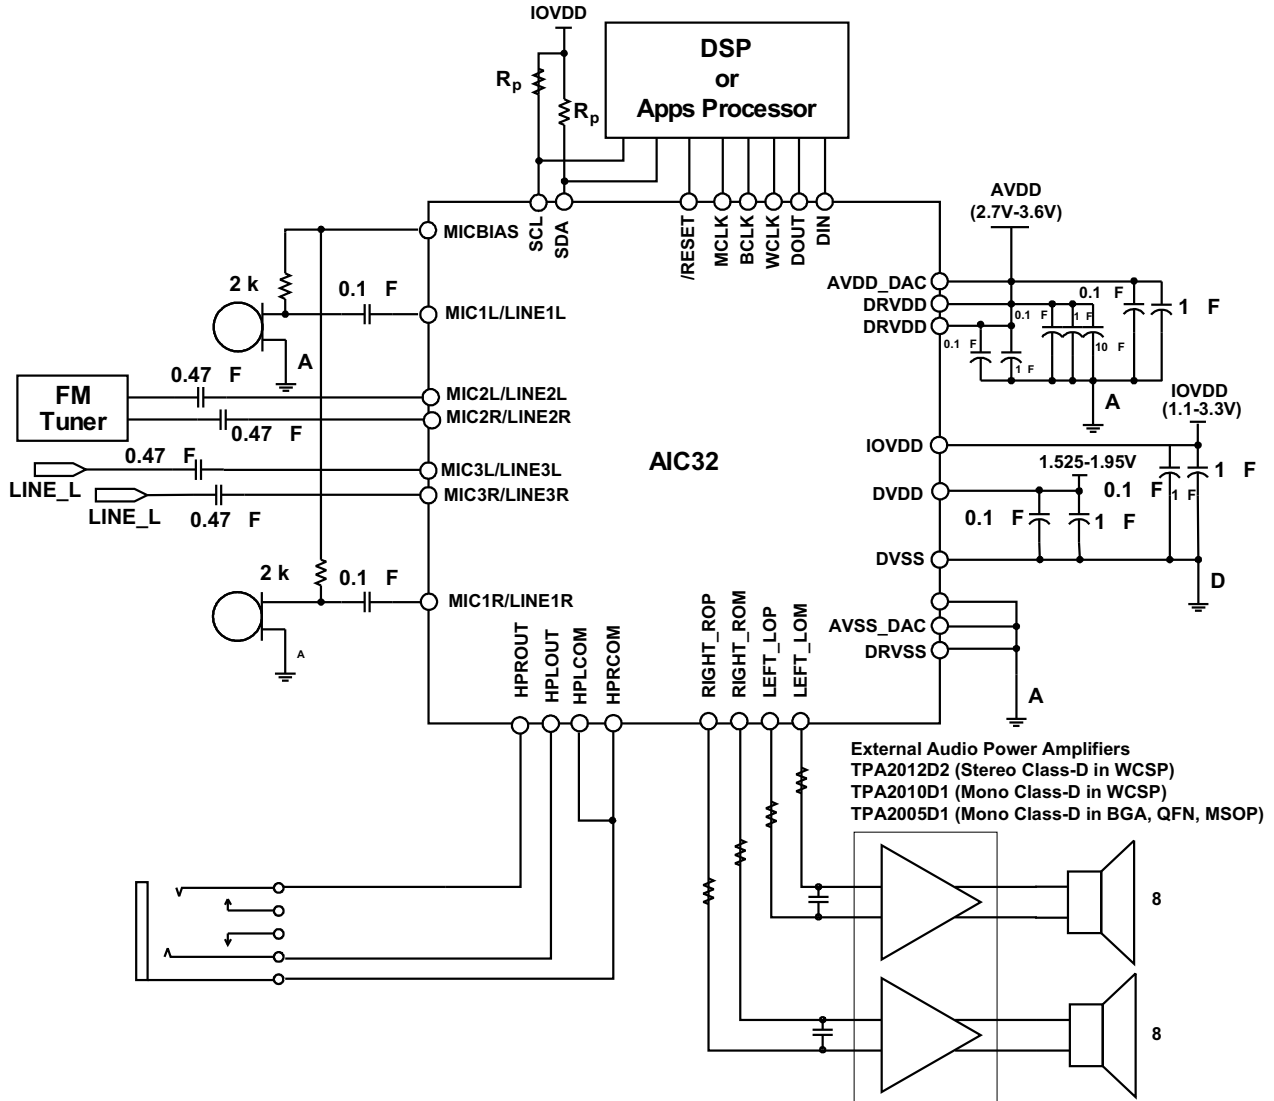 IOVDD
DSP
or
Apps Processor
Rp
Rp
SCL
SDA
/RESET
MCLK
BCLK
WCLK
DOUT
DIN
AVDD
(2.7V-3.6V)
MICBIAS
2 k
0.1 F
MIC1L/LINE1L
A
AVDD_DAC
DRVDD
DRVDD
0.1 F
1 F
0.1 F
1 F
10 F
0.1 F
1 F
A
FM
Tuner
0.47 F
MIC2L/LINE2L
MIC2R/LINE2R
0.47 F
0.47 F
MIC3L/LINE3L
LINE_L
MIC3R/LINE3R
LINE_L
0.47 F
AIC32
IOVDD
(1.1-3.3V)
IOVDD
1.525-1.95V
1 F
0.1 F
1 F
DVDD
0.1 F
1 F
DVSS
D
2 k
0.1 F
MIC1R/LINE1R
A
AVSS_DAC
DRVSS
A
HPROUT
HPLOUT
HPLCOM
HPRCOM
RIGHT_ROP
RIGHT_ROM
LEFT_LOP
LEFT_LOM
External Audio Power Amplifiers
TPA2012D2 (Stereo Class-D in WCSP)
TPA2010D1 (Mono Class-D in WCSP)
TPA2005D1 (Mono Class-D in BGA, QFN, MSOP)
8
8